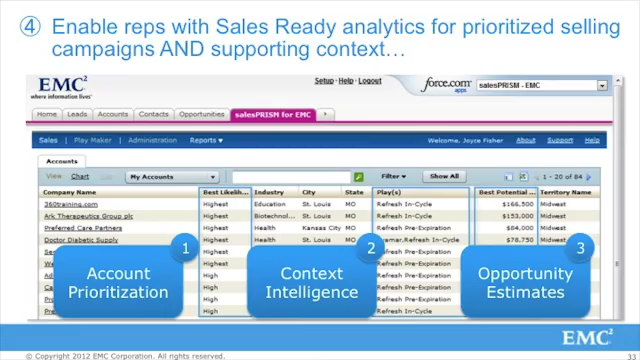 ④ Enable reps with Sales Ready analytics for prioritized selling
campaigns AND supporting context…
EMC²
where information lives®
Setup · Help · Logout
force.com
apps
salesPRISM - EMC
Home Leads Accounts Contacts Opportunities salesPRISM for EMC
Sales Play Maker Administration Reports
Welcome, Joyce Fisher About Support Help
Accounts
View Chart My Accounts Filter Show All 1 - 20 of 84
Company Name Best Likelih... Industry City State Play(s) Best Potential ... Territory Name
360training.com Highest Education St. Louis MO Refresh In-Cycle $166,500 Midwest
Ark Therapeutics Group plc Highest Biotechnol... St. Louis MO Refresh In-Cycle $153,000 Midwest
Preferred Care Partners Highest Health Kansas City MO Refresh Pre-Expiration $84,000 Midwest
Doctor Diabetic Supply Highest Health St. Louis MO Refresh In-Cycle $78,750 Midwest
Highest Refresh Pre-Expiration
Highest Refresh Pre-Expiration
High Refresh In-Cycle
High Refresh Pre-Expiration
High Refresh Pre-Expiration
High Refresh In-Cycle
1
Account
Prioritization
2
Context
Intelligence
3
Opportunity
Estimates
EMC²
© Copyright 2012 EMC Corporation. All rights reserved.
33